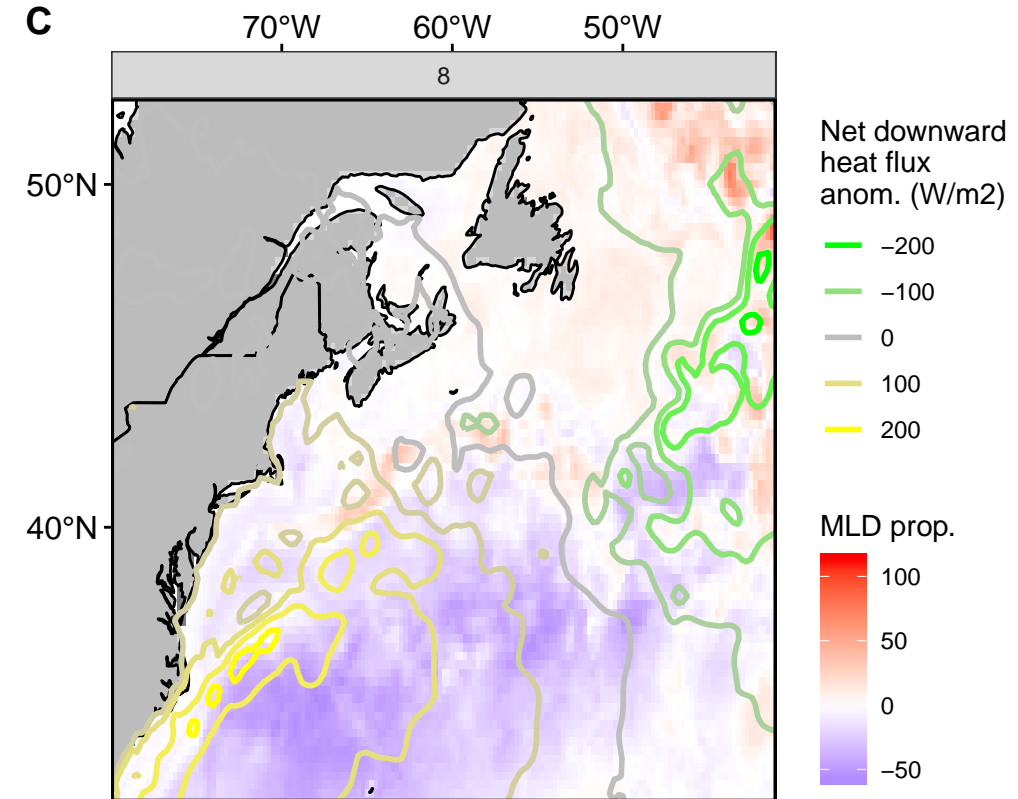 C
70°W 60°W 50°W
8
50°N
40°N
Net downward
heat flux
anom. (W/m2)
−200
−100
0
100
200
MLD prop.
100
50
0
−50